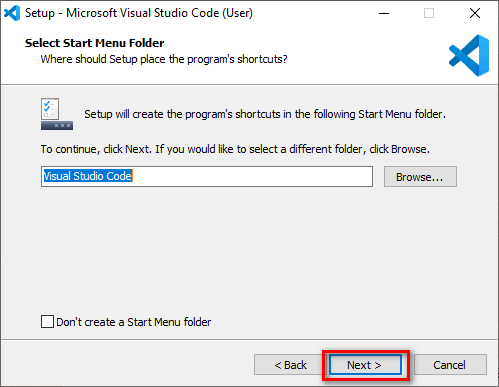 Setup - Microsoft Visual Studio Code (User)
Select Start Menu Folder
Where should Setup place the program's shortcuts?
Setup will create the program's shortcuts in the following Start Menu folder.
To continue, click Next. If you would like to select a different folder, click Browse.
Visual Studio Code
Browse...
Don't create a Start Menu folder
< Back
Next >
Cancel